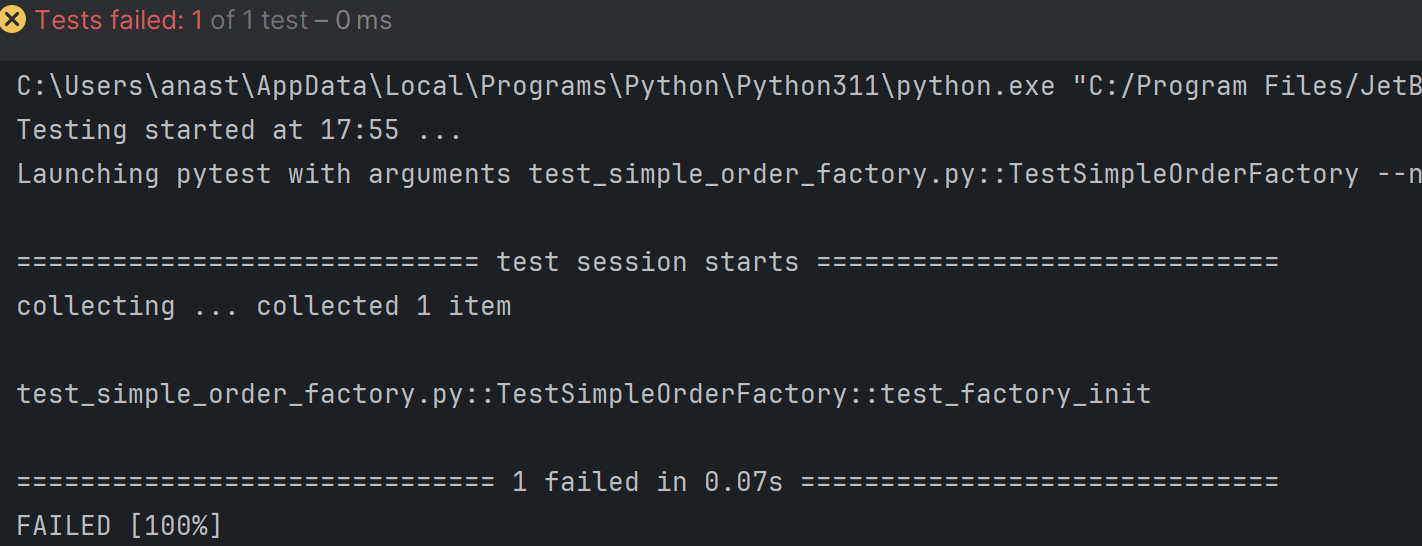 Tests failed: 1 of 1 test – 0 ms
C:\Users\anast\AppData\Local\Programs\Python\Python311\python.exe "C:/Program Files/JetB
Testing started at 17:55 ...
Launching pytest with arguments test_simple_order_factory.py::TestSimpleOrderFactory --n
============================= test session starts =============================
collecting ... collected 1 item
test_simple_order_factory.py::TestSimpleOrderFactory::test_factory_init
============================== 1 failed in 0.07s ==============================
FAILED [100%]